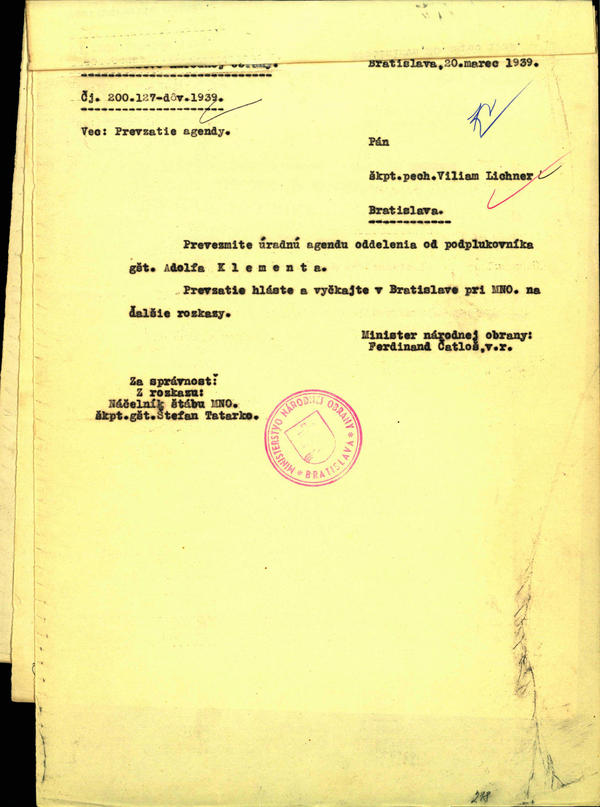 národnej obrany.
Bratislava,20.marec 1939.
Čj. 200.127-dôv.1939.
Vec: Prevzatie agendy.
Pán
škpt.pech.Viliam Lichner
Bratislava.
Prevezmite úradnú agendu oddelenia od podplukovníka
gšt. Adolfa K l e m e n t a.
Prevzatie hláste a vyčkajte v Bratislave pri MNO. na
ďalšie rozkazy.
Minister národnej obrany:
Ferdinand Čatloš,v.r.
Za správnosť:
Z rozkazu:
Náčelník štábu MNO.
škpt.gšt.Štefan Tatarko.
MINISTERSTVO NÁRODNEJ OBRANY
* BRATISLAVA *